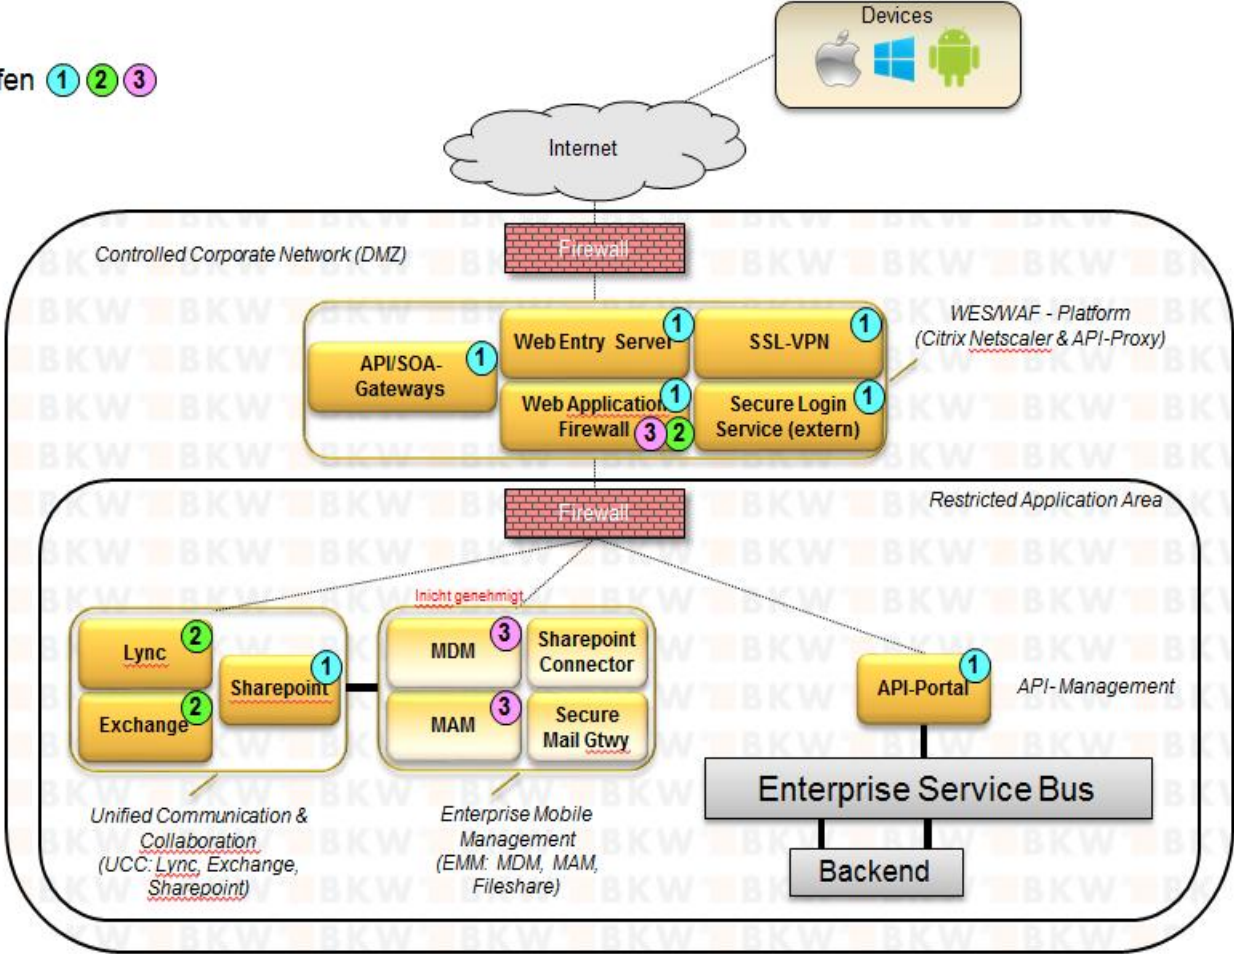 Devices
fen 1 2 3
Internet
Firewall
Controlled Corporate Network (DMZ)
WES/WAF - Platform
(Citrix Netscaler & API-Proxy)
API/SOA-
Gateways
1
Web Entry Server
1
SSL-VPN
1
Web Application
Firewall
1
3 2
Secure Login
Service (extern)
1
Firewall
Restricted Application Area
Inicht genehmigt
Lync
2
Exchange
2
Sharepoint
1
MDM
3
MAM
3
Sharepoint
Connector
Secure
Mail Gtwy
API-Portal
1
API-Management
Enterprise Service Bus
Backend
Unified Communication &
Collaboration
(UCC: Lync, Exchange,
Sharepoint)
Enterprise Mobile
Management
(EMM: MDM, MAM,
Fileshare)
BKW